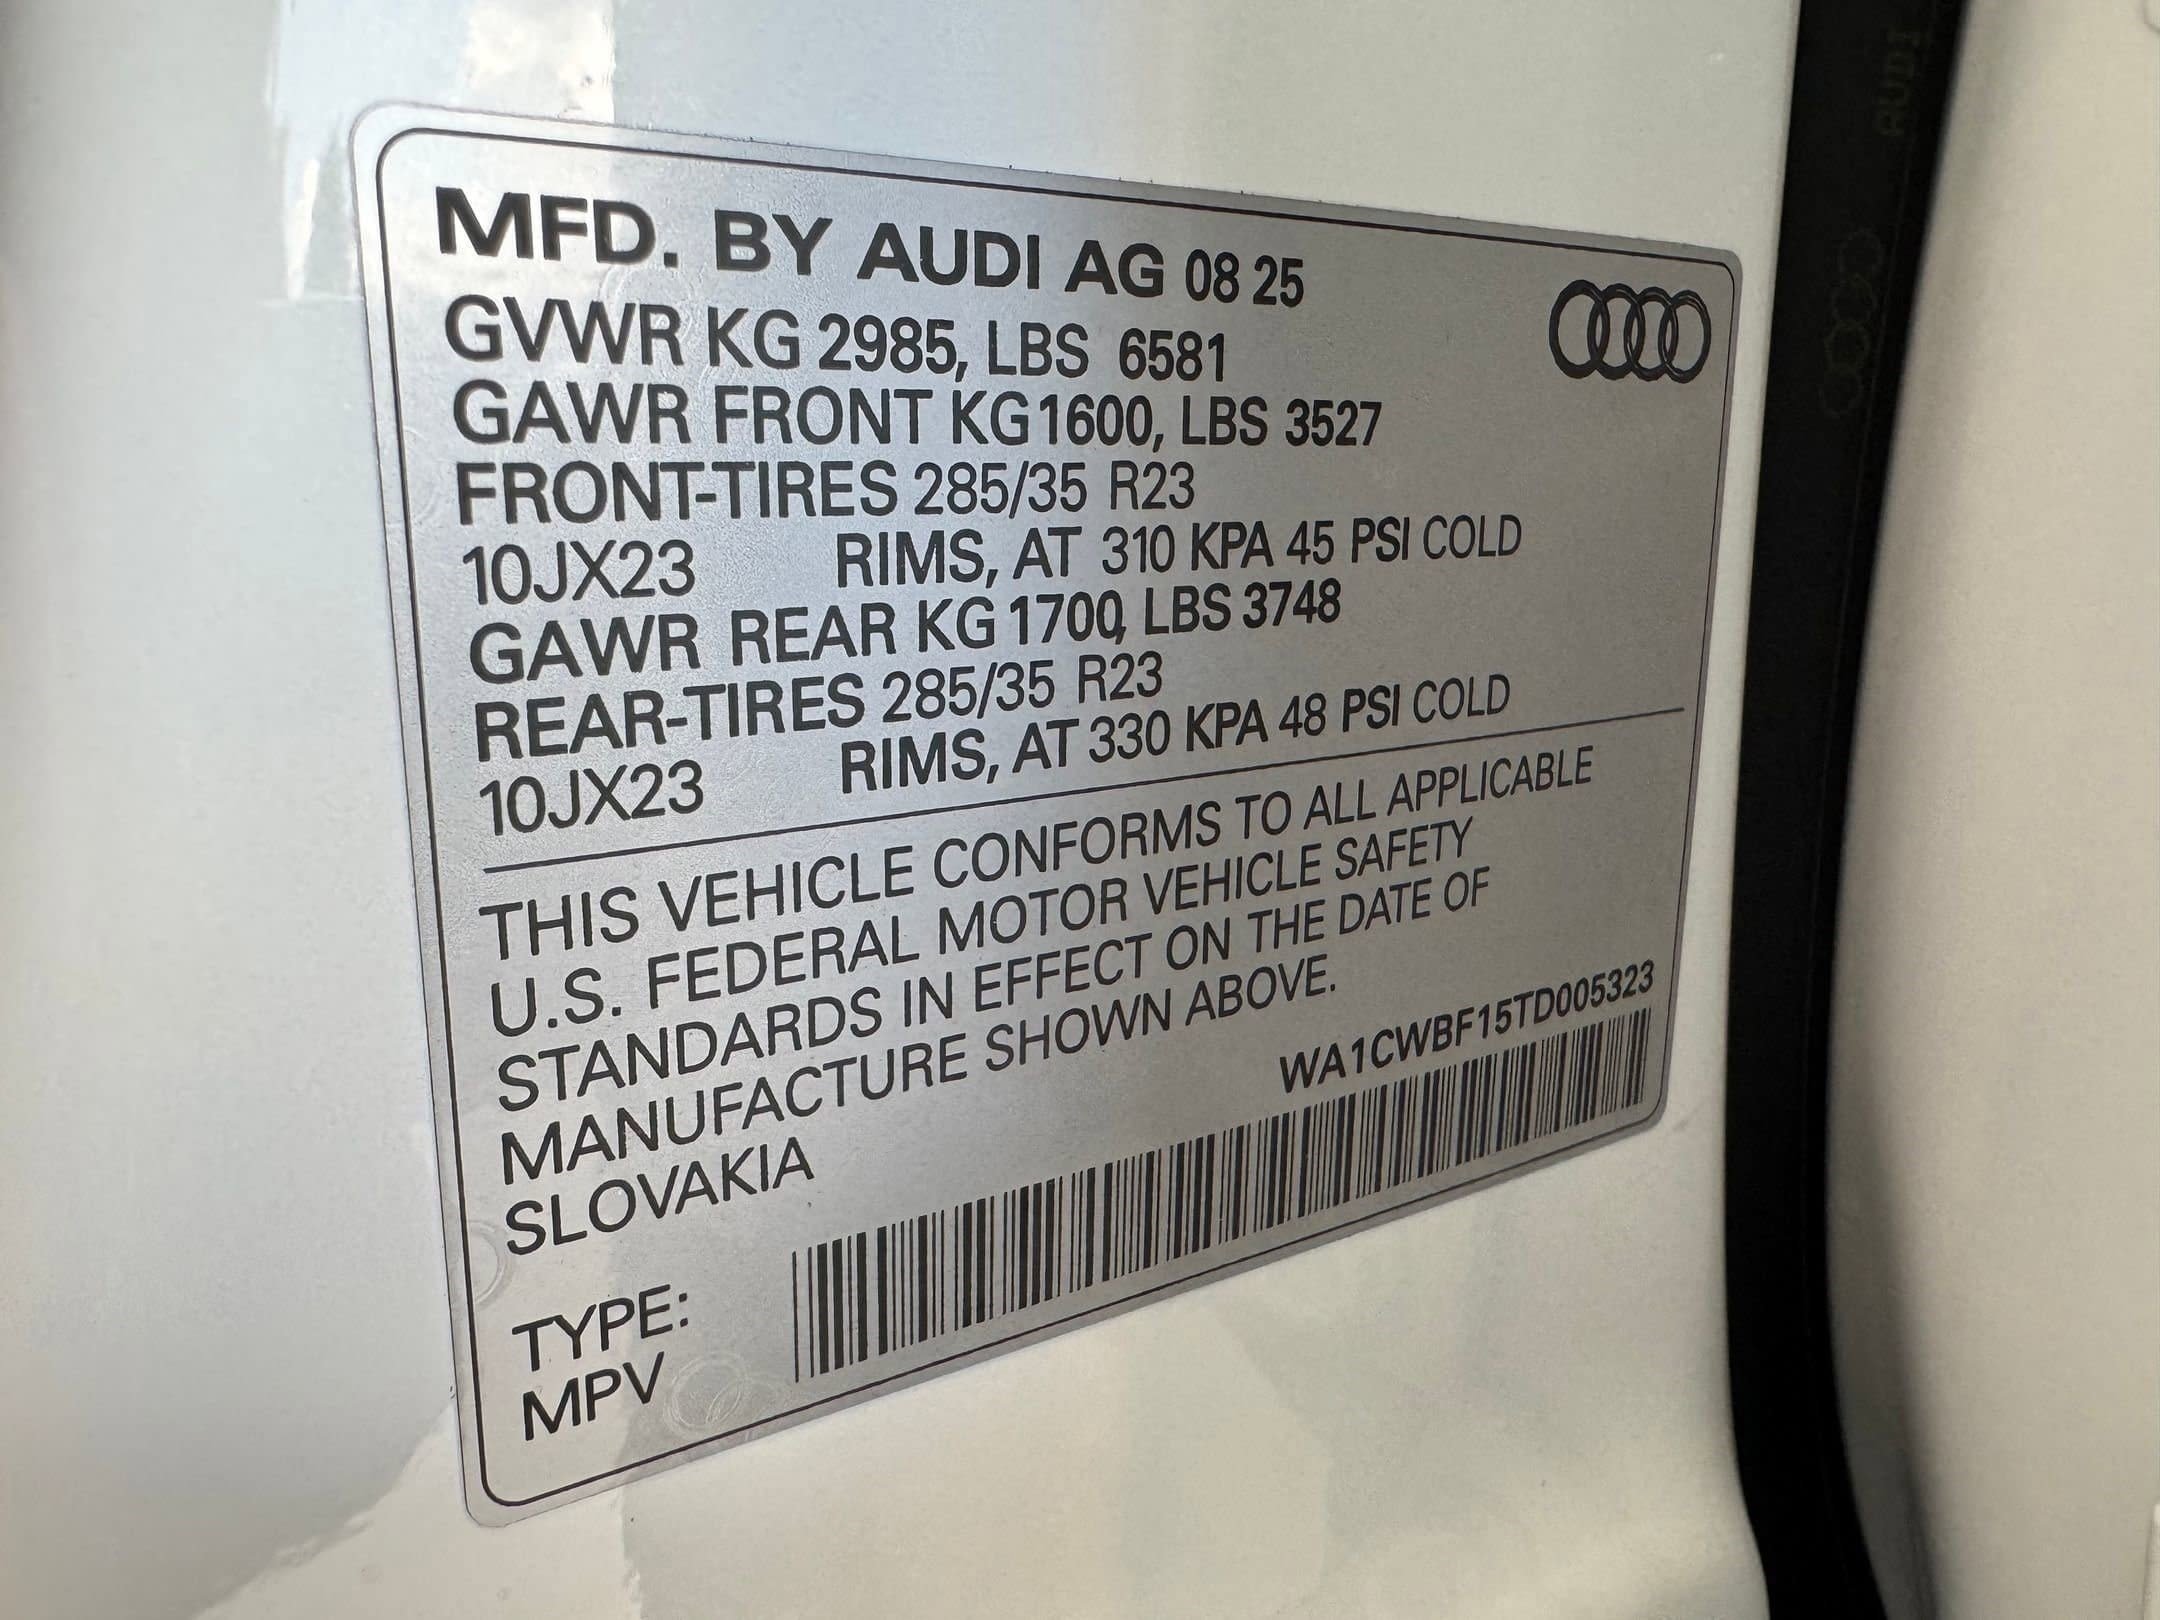 MFD. BY AUDI AG 08 25
GVWR KG 2985, LBS 6581
GAWR FRONT KG 1600, LBS 3527
FRONT-TIRES 285/35 R23
10JX23 RIMS, AT 310 KPA 45 PSI COLD
GAWR REAR KG 1700, LBS 3748
REAR-TIRES 285/35 R23
10JX23 RIMS, AT 330 KPA 48 PSI COLD
THIS VEHICLE CONFORMS TO ALL APPLICABLE
U.S. FEDERAL MOTOR VEHICLE SAFETY
STANDARDS IN EFFECT ON THE DATE OF
MANUFACTURE SHOWN ABOVE.
SLOVAKIA
WA1CWBF15TD005323
TYPE:
MPV
AUDI